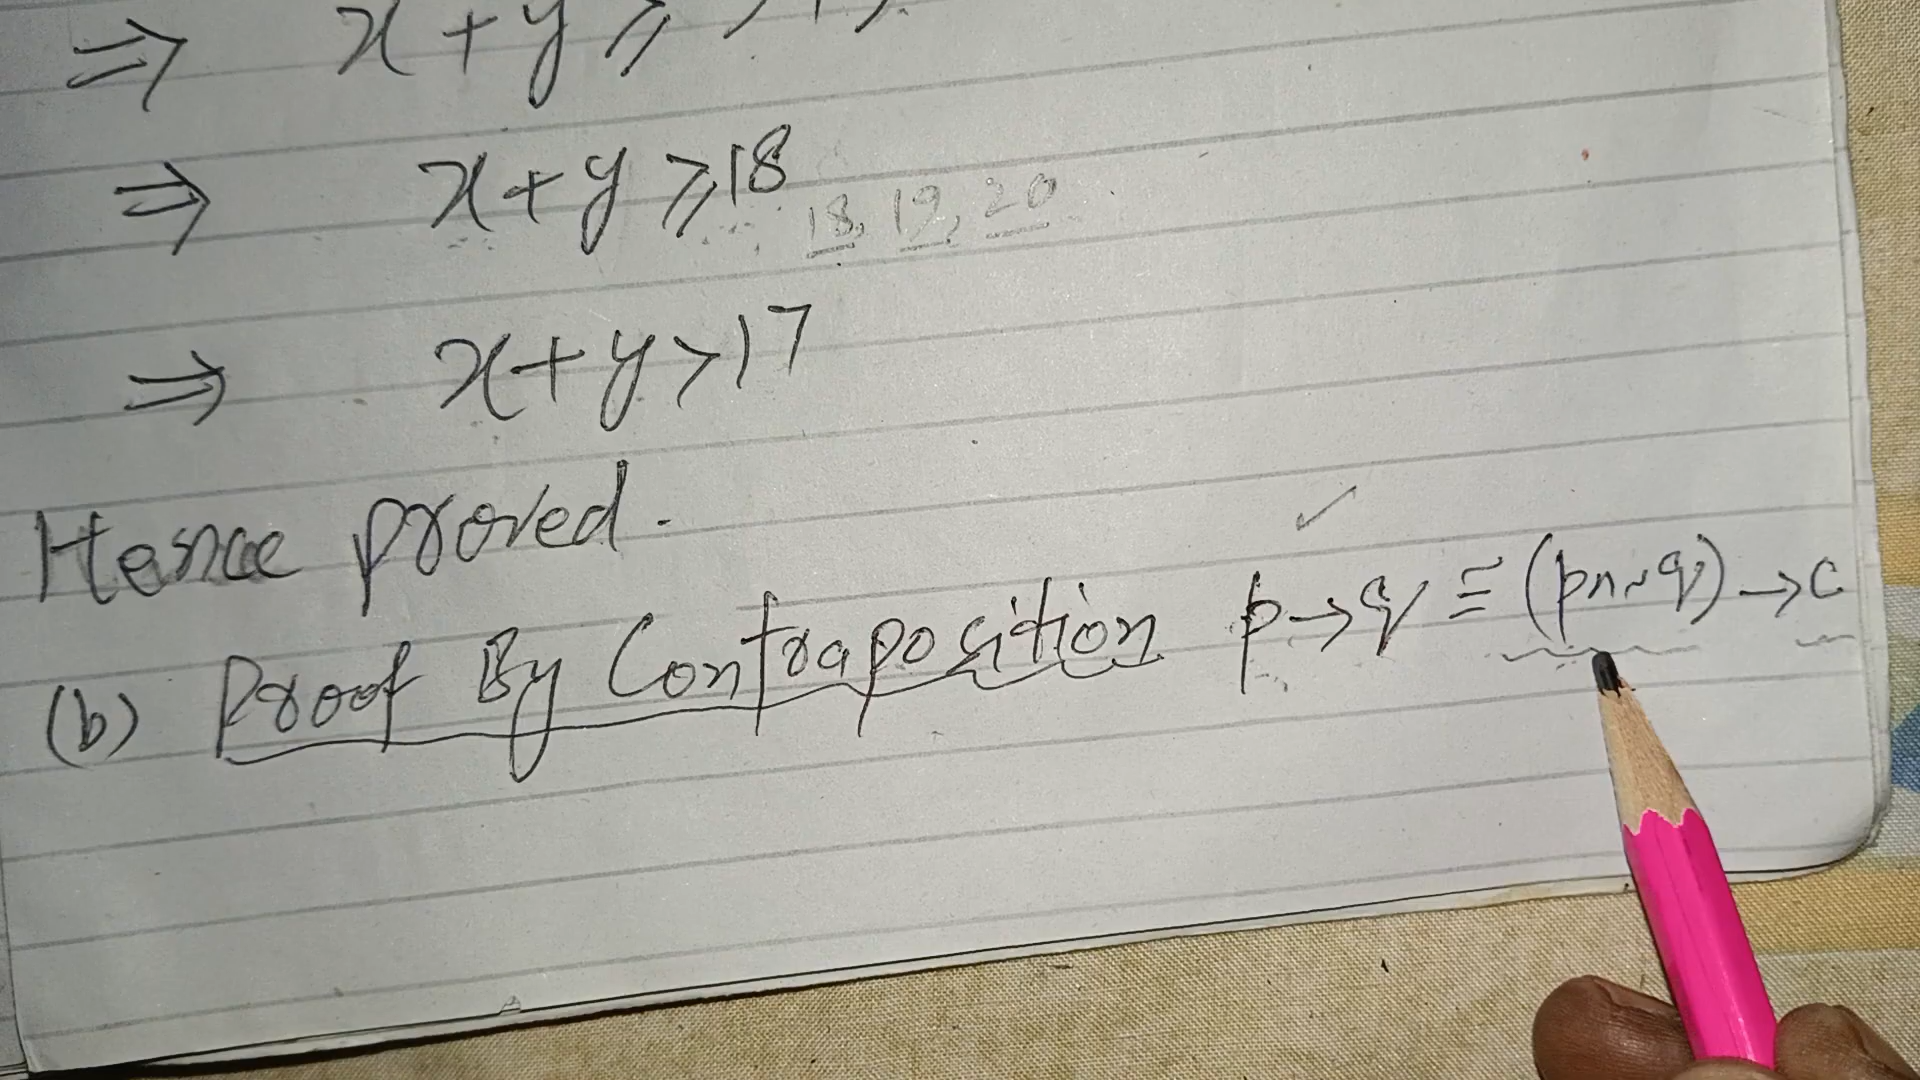 ⇒ x + y ≥
⇒ x + y ≥ 18 18, 19, 20
⇒ x + y > 17
Hence proved.
(b) Proof By Contraposition p → q ≡ (p ∧ ~q) → c